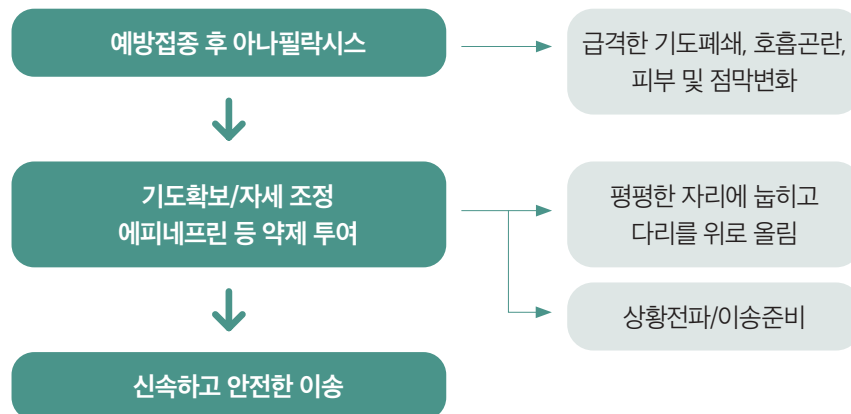 예방접종 후 아나필락시스
급격한 기도폐쇄, 호흡곤란,
피부 및 점막변화
기도확보/자세 조정
에피네프린 등 약제 투여
평평한 자리에 눕히고
다리를 위로 올림
상황전파/이송준비
신속하고 안전한 이송